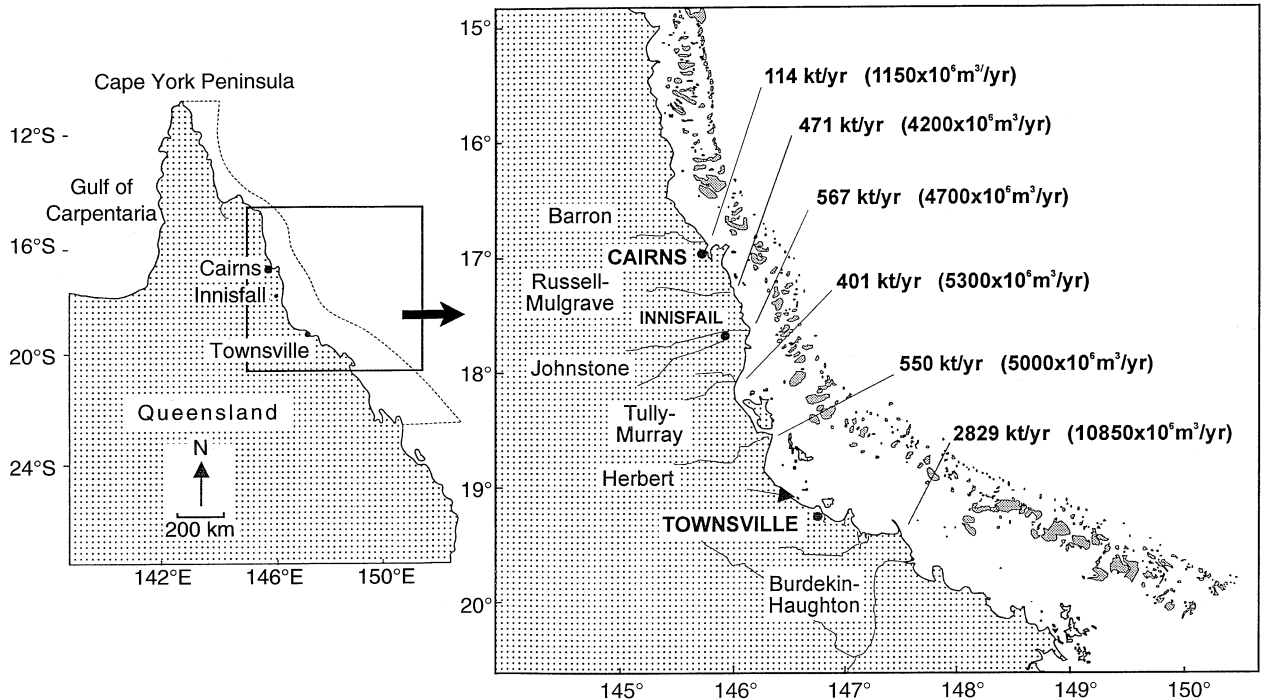 Cape York Peninsula
12°S
Gulf of
Carpentaria
16°S
Cairns
Innisfail
Townsville
20°S
Queensland
N
24°S
200 km
142°E
146°E
150°E
15°
16°
17°
18°
19°
20°
114 kt/yr (1150x10⁶m³/yr)
471 kt/yr (4200x10⁶m³/yr)
567 kt/yr (4700x10⁶m³/yr)
401 kt/yr (5300x10⁶m³/yr)
550 kt/yr (5000x10⁶m³/yr)
2829 kt/yr (10850x10⁶m³/yr)
Barron
CAIRNS
Russell-
Mulgrave
INNISFAIL
Johnstone
Tully-
Murray
Herbert
TOWNSVILLE
Burdekin-
Haughton
145°
146°
147°
148°
149°
150°